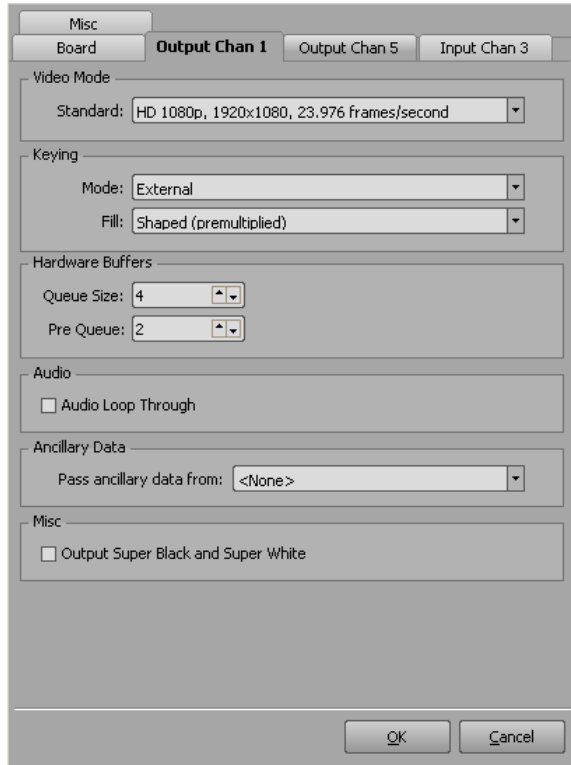 Misc
Board
Output Chan 1
Output Chan 5
Input Chan 3
Video Mode
Standard: HD 1080p, 1920x1080, 23.976 frames/second
Keying
Mode: External
Fill: Shaped (premultiplied)
Hardware Buffers
Queue Size: 4
Pre Queue: 2
Audio
Audio Loop Through
Ancillary Data
Pass ancillary data from: <None>
Misc
Output Super Black and Super White
OK
Cancel